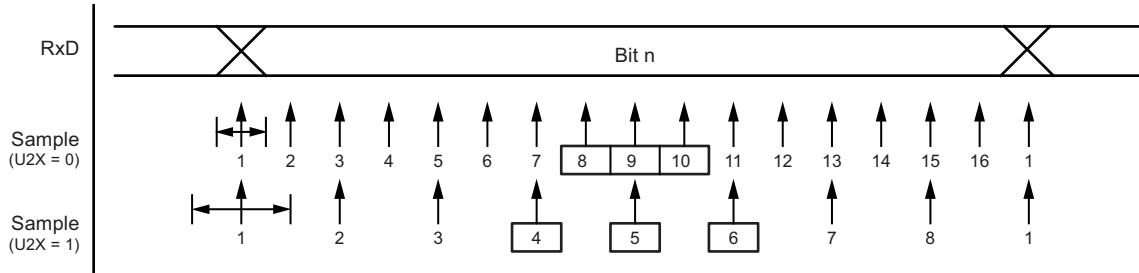 RxD
Bit n
Sample
(U2X = 0)
1 2 3 4 5 6 7 8 9 10 11 12 13 14 15 16 1
Sample
(U2X = 1)
1 2 3 4 5 6 7 8 1